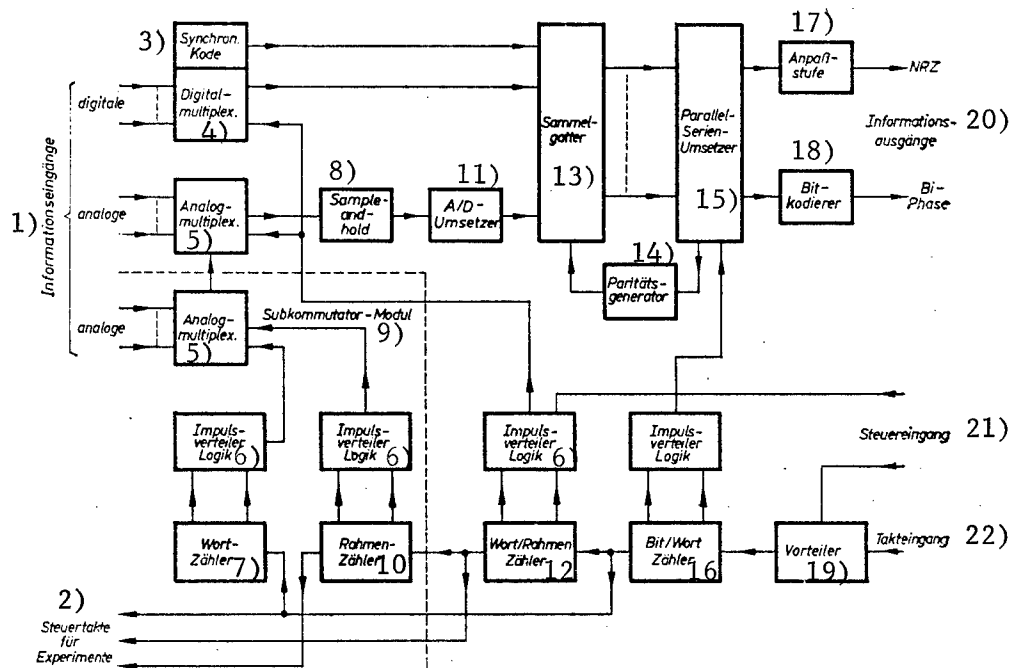 3)
Synchron.
Kode
17)
Anpaß-
stufe
NRZ
digitale
Digital-
multiplex.
4)
Sammel-
gatter
13)
Parallel-
Serien-
Umsetzer
15)
Informations-
ausgänge
20)
1)
Informationseingänge
8)
Sample-
and-
hold
11)
A/D-
Umsetzer
18)
Bit-
kodierer
Bi-
Phase
analoge
Analog-
multiplex.
5)
14)
Paritäts-
generator
analoge
Analog-
multiplex.
5)
Subkommutator-Modul
9)
Impuls-
verteiler
Logik
6)
Impuls-
verteiler
Logik
6)
Impuls-
verteiler
Logik
6)
Impuls-
verteiler
Logik
Steuereingang
21)
Wort-
Zähler
7)
Rahmen-
Zähler
10
Wort/Rahmen
Zähler
12
Bit/Wort
Zähler
16
Vorteiler
19)
Takteingang
22)
2)
Steuertakte
für
Experimente